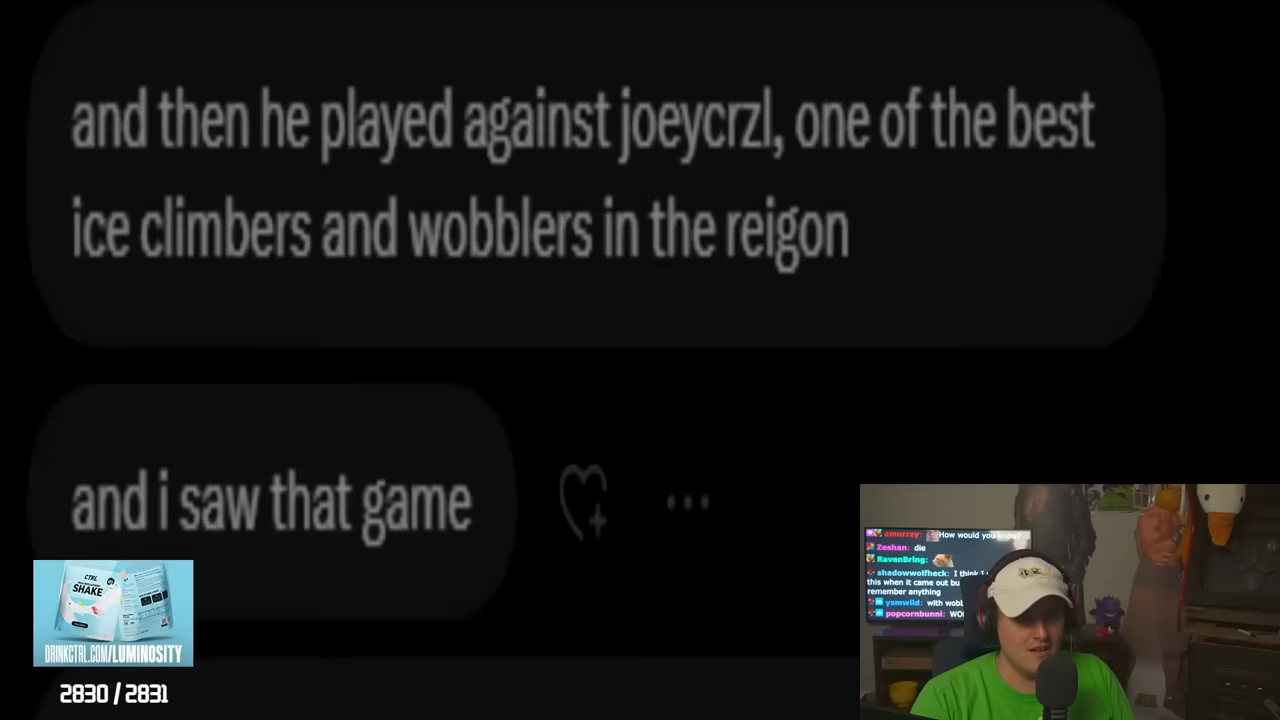 and then he played against joeycrzl, one of the best
ice climbers and wobblers in the reigon
and i saw that game
CTRL
SHAKE
DRINKCTRL.COM/LUMINOSITY
2830 / 2831
amurrzy: How would you know?
Zeshan: die
RavenBring:
shadowwolfheck: I think I
this when it came out bu
remember anything
ysmwild: with wobb
popcornbunni: WO